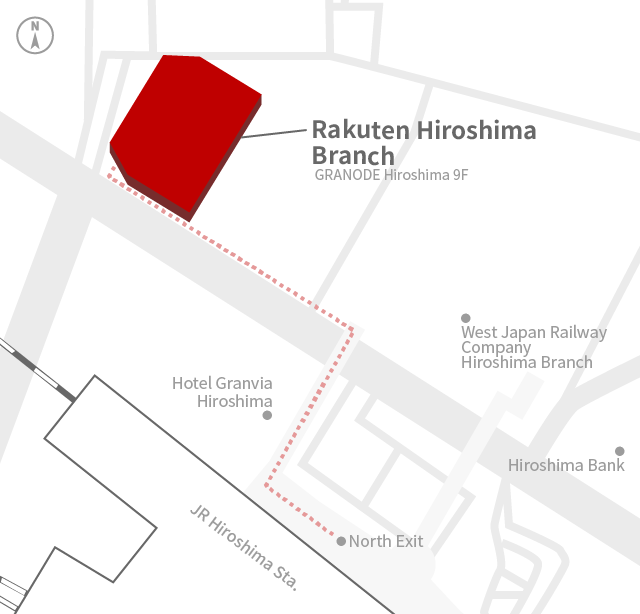 N
Rakuten Hiroshima
Branch
GRANODE Hiroshima 9F
West Japan Railway
Company
Hiroshima Branch
Hotel Granvia
Hiroshima
Hiroshima Bank
JR Hiroshima Sta.
North Exit